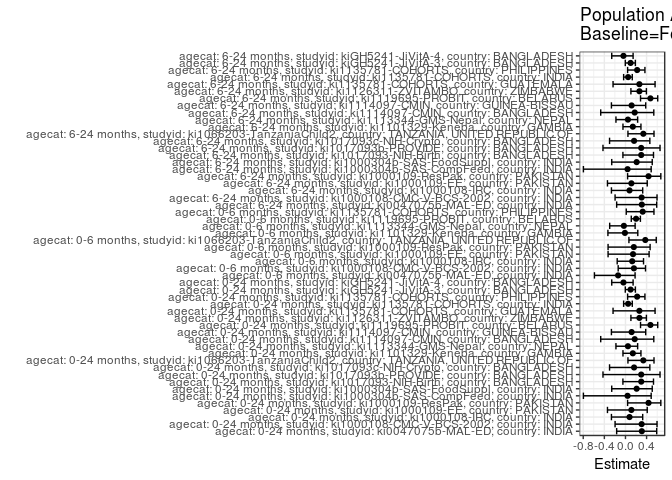 Population
Baseline=
agecat: 6-24 months, studyid: kiGH5241-JiVitA-4, country: BANGLADESH
agecat: 6-24 months, studyid: kiGH5241-JiVitA-3, country: BANGLADESH
agecat: 6-24 months, studyid: ki1135781-COHORTS, country: PHILIPPINES
agecat: 6-24 months, studyid: ki1135781-COHORTS, country: INDIA
agecat: 6-24 months, studyid: ki1135781-COHORTS, country: GUATEMALA
agecat: 6-24 months, studyid: ki1126311-ZVITAMBO, country: ZIMBABWE
agecat: 6-24 months, studyid: ki1119695-PROBIT, country: BELARUS
agecat: 6-24 months, studyid: ki1114097-CMIN, country: GUINEA-BISSAU
agecat: 6-24 months, studyid: ki1114097-CMIN, country: BANGLADESH
agecat: 6-24 months, studyid: ki1113344-GMS-Nepal, country: NEPAL
agecat: 6-24 months, studyid: ki1101329-Keneba, country: GAMBIA
agecat: 6-24 months, studyid: ki1066203-TanzaniaChild2, country: TANZANIA, UNITED REPUBLIC OF
agecat: 6-24 months, studyid: ki1017093c-NIH-Crypto, country: BANGLADESH
agecat: 6-24 months, studyid: ki1017093b-PROVIDE, country: BANGLADESH
agecat: 6-24 months, studyid: ki1017093-NIH-Birth, country: BANGLADESH
agecat: 6-24 months, studyid: ki1000304b-SAS-FoodSuppl, country: INDIA
agecat: 6-24 months, studyid: ki1000304b-SAS-CompFeed, country: INDIA
agecat: 6-24 months, studyid: ki1000109-ResPak, country: PAKISTAN
agecat: 6-24 months, studyid: ki1000109-EE, country: PAKISTAN
agecat: 6-24 months, studyid: ki1000108-IRC, country: INDIA
agecat: 6-24 months, studyid: ki1000108-CMC-V-BCS-2002, country: INDIA
agecat: 6-24 months, studyid: ki0047075b-MAL-ED, country: INDIA
agecat: 0-6 months, studyid: ki1135781-COHORTS, country: PHILIPPINES
agecat: 0-6 months, studyid: ki1119695-PROBIT, country: BELARUS
agecat: 0-6 months, studyid: ki1113344-GMS-Nepal, country: NEPAL
agecat: 0-6 months, studyid: ki1101329-Keneba, country: GAMBIA
agecat: 0-6 months, studyid: ki1066203-TanzaniaChild2, country: TANZANIA, UNITED REPUBLIC OF
agecat: 0-6 months, studyid: ki1000109-ResPak, country: PAKISTAN
agecat: 0-6 months, studyid: ki1000109-EE, country: PAKISTAN
agecat: 0-6 months, studyid: ki1000108-IRC, country: INDIA
agecat: 0-6 months, studyid: ki1000108-CMC-V-BCS-2002, country: INDIA
agecat: 0-6 months, studyid: ki0047075b-MAL-ED, country: INDIA
agecat: 0-24 months, studyid: kiGH5241-JiVitA-4, country: BANGLADESH
agecat: 0-24 months, studyid: kiGH5241-JiVitA-3, country: BANGLADESH
agecat: 0-24 months, studyid: ki1135781-COHORTS, country: PHILIPPINES
agecat: 0-24 months, studyid: ki1135781-COHORTS, country: INDIA
agecat: 0-24 months, studyid: ki1135781-COHORTS, country: GUATEMALA
agecat: 0-24 months, studyid: ki1126311-ZVITAMBO, country: ZIMBABWE
agecat: 0-24 months, studyid: ki1119695-PROBIT, country: BELARUS
agecat: 0-24 months, studyid: ki1114097-CMIN, country: GUINEA-BISSAU
agecat: 0-24 months, studyid: ki1114097-CMIN, country: BANGLADESH
agecat: 0-24 months, studyid: ki1113344-GMS-Nepal, country: NEPAL
agecat: 0-24 months, studyid: ki1101329-Keneba, country: GAMBIA
agecat: 0-24 months, studyid: ki1066203-TanzaniaChild2, country: TANZANIA, UNITED REPUBLIC OF
agecat: 0-24 months, studyid: ki1017093c-NIH-Crypto, country: BANGLADESH
agecat: 0-24 months, studyid: ki1017093b-PROVIDE, country: BANGLADESH
agecat: 0-24 months, studyid: ki1017093-NIH-Birth, country: BANGLADESH
agecat: 0-24 months, studyid: ki1000304b-SAS-FoodSuppl, country: INDIA
agecat: 0-24 months, studyid: ki1000304b-SAS-CompFeed, country: INDIA
agecat: 0-24 months, studyid: ki1000109-ResPak, country: PAKISTAN
agecat: 0-24 months, studyid: ki1000109-EE, country: PAKISTAN
agecat: 0-24 months, studyid: ki1000108-IRC, country: INDIA
agecat: 0-24 months, studyid: ki1000108-CMC-V-BCS-2002, country: INDIA
agecat: 0-24 months, studyid: ki0047075b-MAL-ED, country: INDIA
-0.8 -0.4 0.0 0.4
Estimate